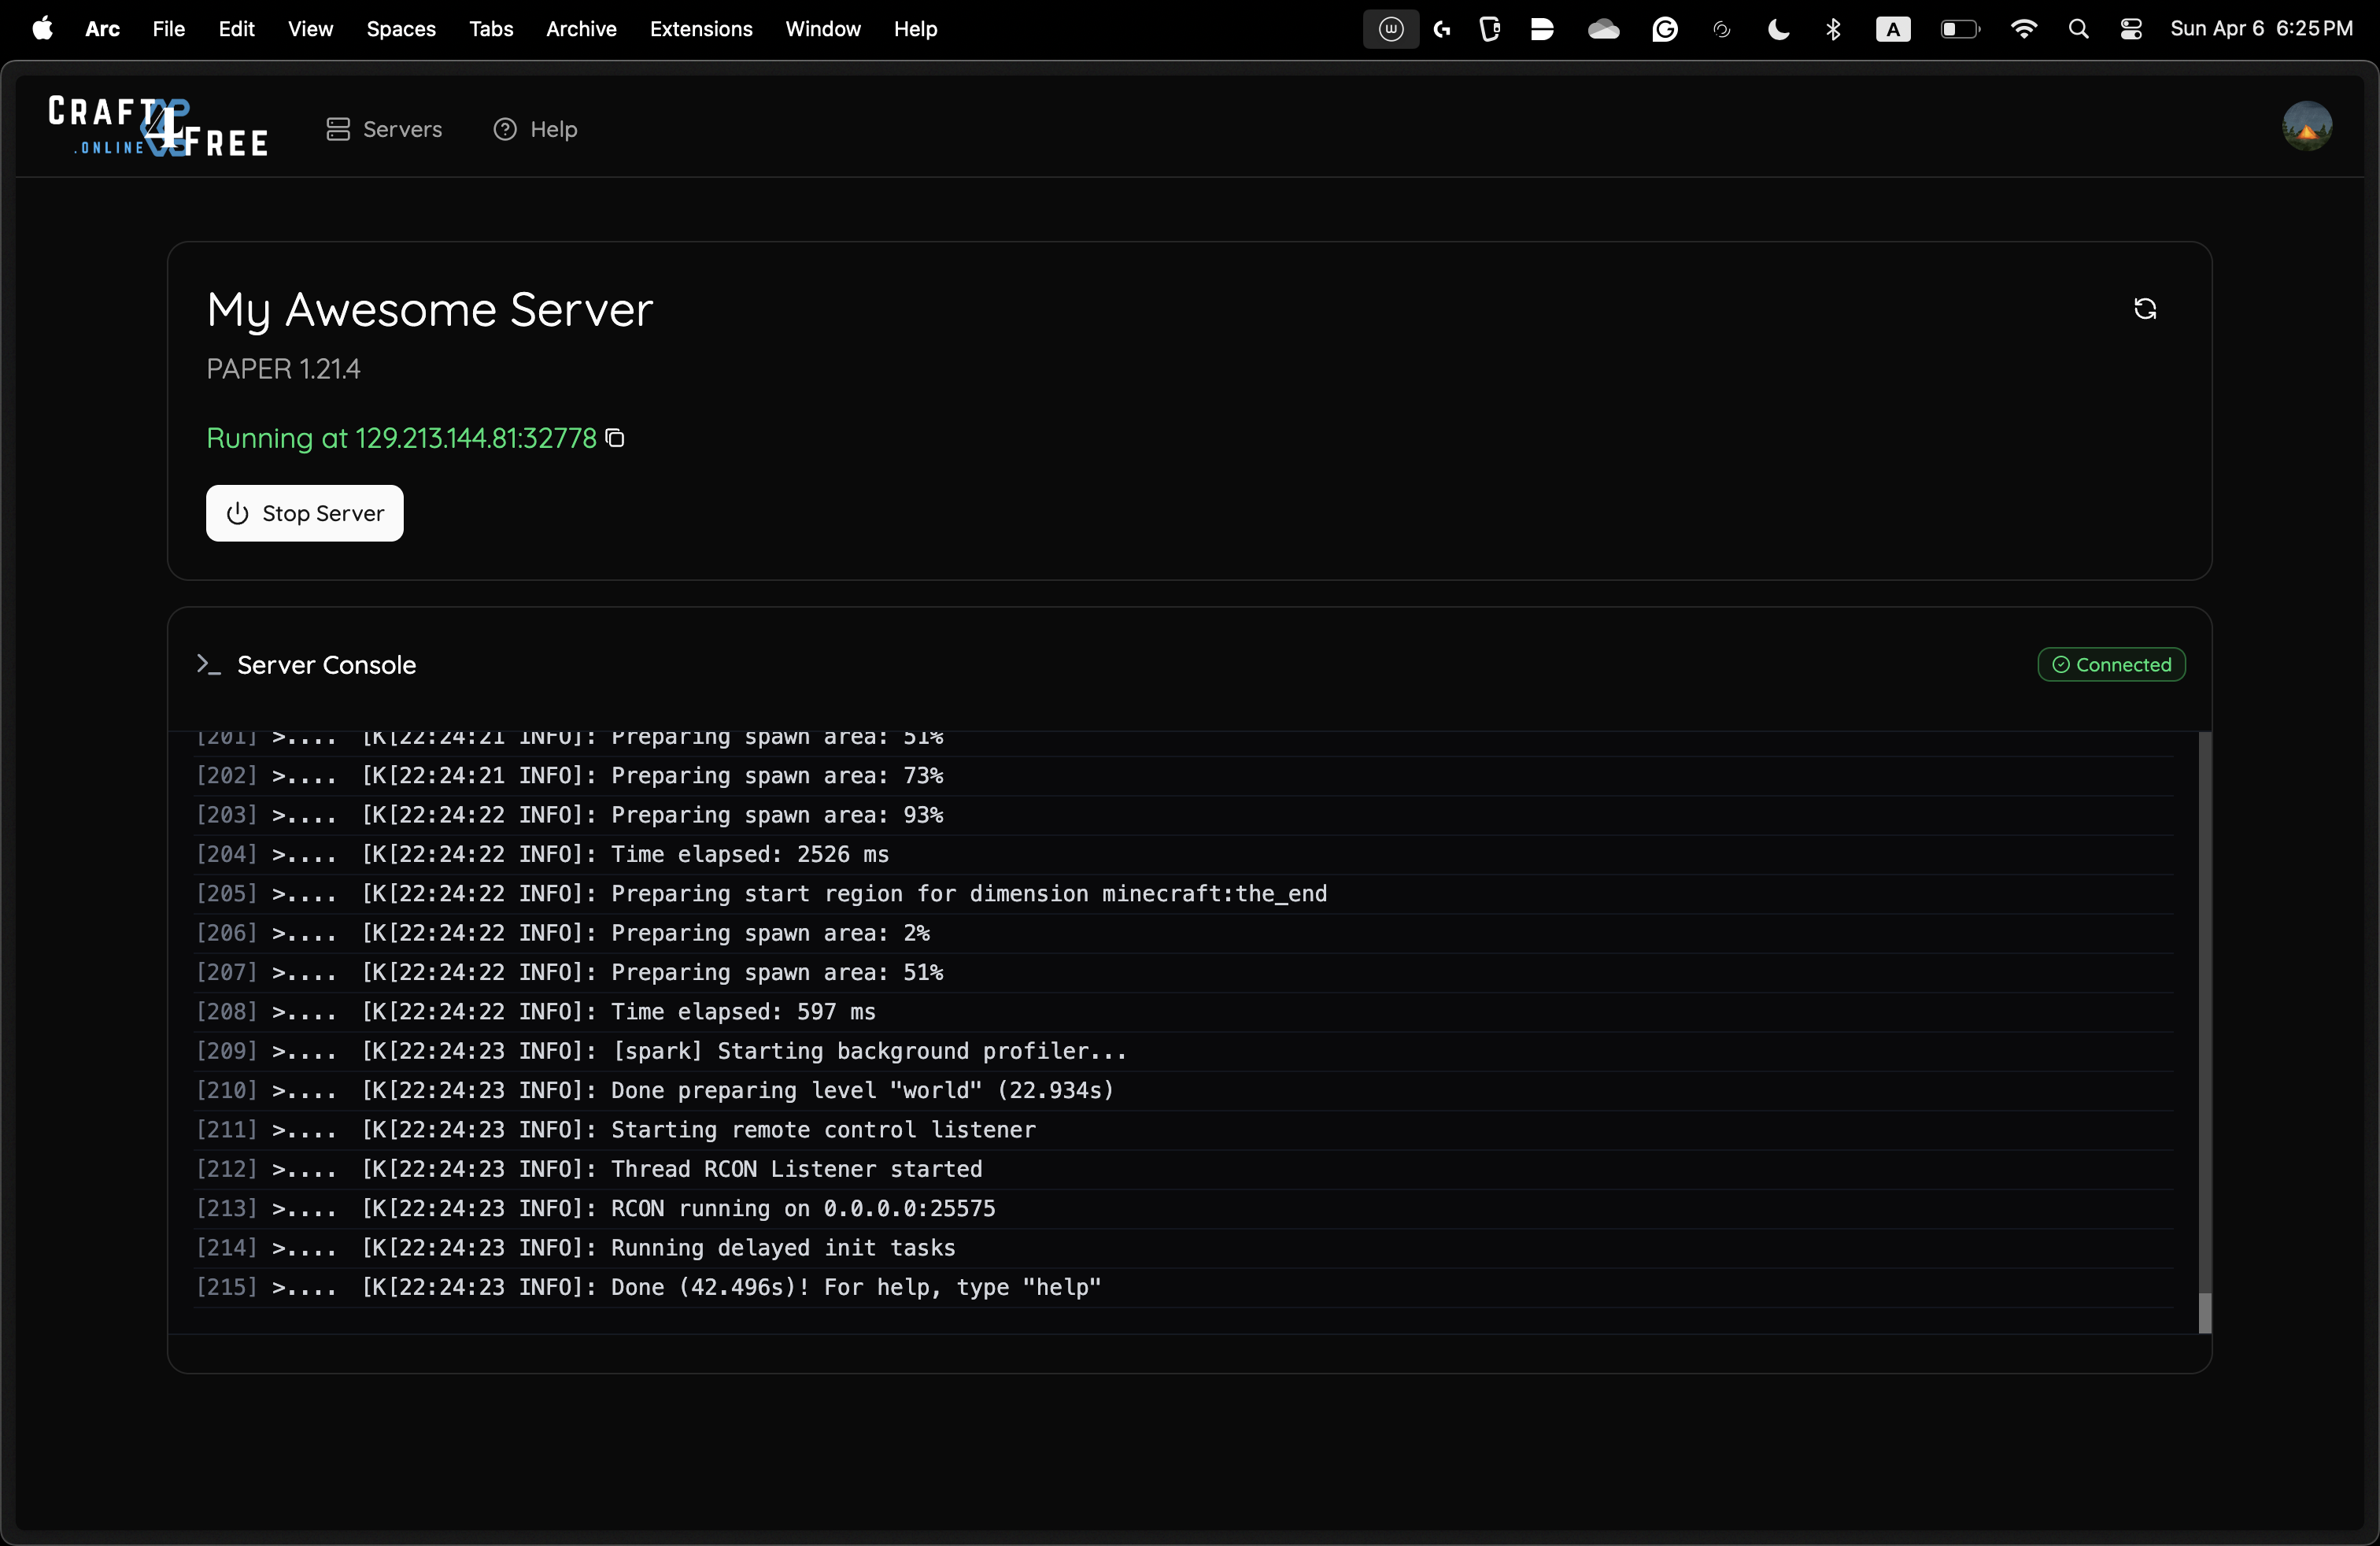 Arc File Edit View Spaces Tabs Archive Extensions Window Help A Sun Apr 6 6:25 PM
CRAFT4FREE
.ONLINE
Servers Help
My Awesome Server
PAPER 1.21.4
Running at 129.213.144.81:32778
Stop Server
>_ Server Console Connected
[201] >.... [K[22:24:21 INFO]: Preparing spawn area: 51%
[202] >.... [K[22:24:21 INFO]: Preparing spawn area: 73%
[203] >.... [K[22:24:22 INFO]: Preparing spawn area: 93%
[204] >.... [K[22:24:22 INFO]: Time elapsed: 2526 ms
[205] >.... [K[22:24:22 INFO]: Preparing start region for dimension minecraft:the_end
[206] >.... [K[22:24:22 INFO]: Preparing spawn area: 2%
[207] >.... [K[22:24:22 INFO]: Preparing spawn area: 51%
[208] >.... [K[22:24:22 INFO]: Time elapsed: 597 ms
[209] >.... [K[22:24:23 INFO]: [spark] Starting background profiler...
[210] >.... [K[22:24:23 INFO]: Done preparing level "world" (22.934s)
[211] >.... [K[22:24:23 INFO]: Starting remote control listener
[212] >.... [K[22:24:23 INFO]: Thread RCON Listener started
[213] >.... [K[22:24:23 INFO]: RCON running on 0.0.0.0:25575
[214] >.... [K[22:24:23 INFO]: Running delayed init tasks
[215] >.... [K[22:24:23 INFO]: Done (42.496s)! For help, type "help"